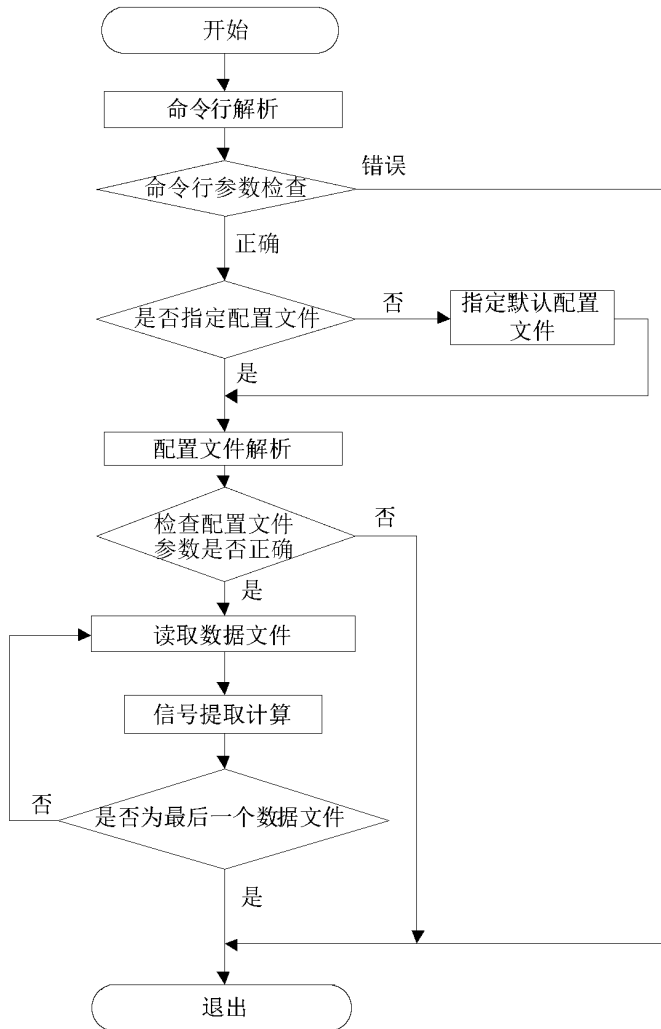 开始
命令行解析
命令行参数检查
错误
正确
是否指定配置文件
否
指定默认配置
文件
是
配置文件解析
检查配置文件
参数是否正确
否
是
读取数据文件
信号提取计算
否
是否为最后一个数据文件
是
退出